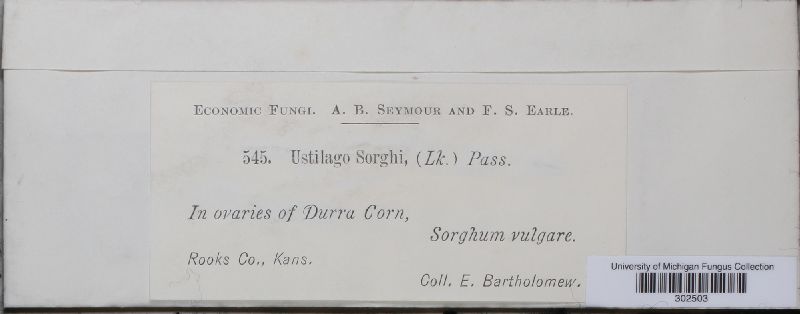 Economic Fungi. A. B. Seymour and F. S. Earle.
545. Ustilago Sorghi, (Lk.) Pass.
In ovaries of Durra Corn,
Sorghum vulgare.
Rooks Co., Kans.
Coll. E. Bartholomew.
University of Michigan Fungus Collection
302503